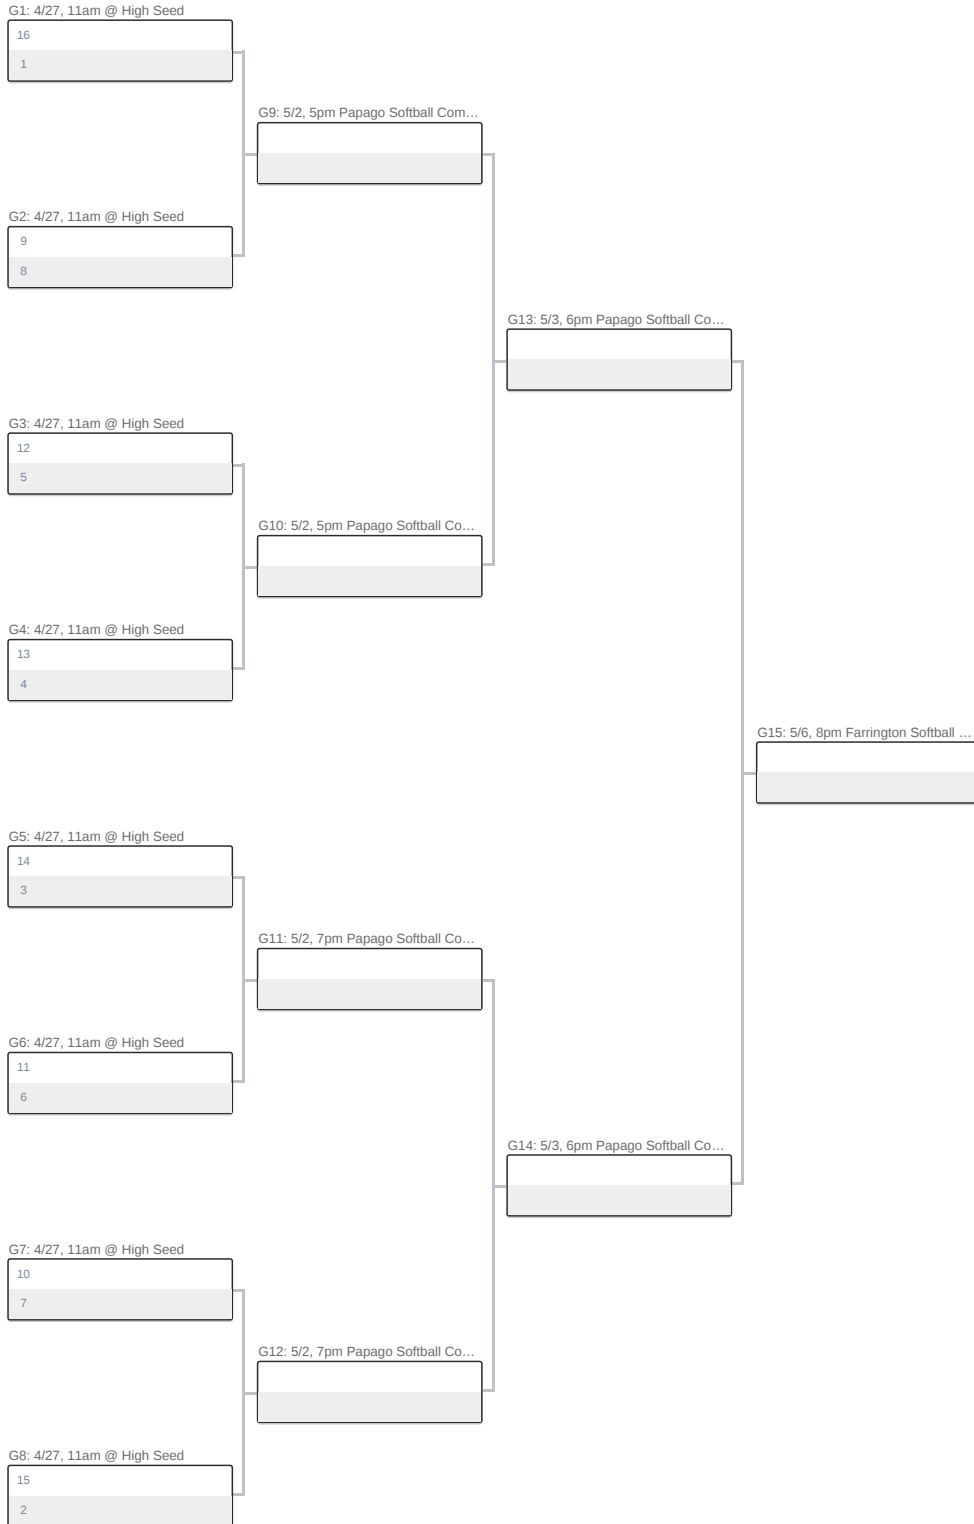 G1: 4/27, 11am @ High Seed
16
1
G9: 5/2, 5pm Papago Softball Com…
G2: 4/27, 11am @ High Seed
9
8
G13: 5/3, 6pm Papago Softball Co…
G3: 4/27, 11am @ High Seed
12
5
G10: 5/2, 5pm Papago Softball Co…
G4: 4/27, 11am @ High Seed
13
4
G15: 5/6, 8pm Farrington Softball …
G5: 4/27, 11am @ High Seed
14
3
G11: 5/2, 7pm Papago Softball Co…
G6: 4/27, 11am @ High Seed
11
6
G14: 5/3, 6pm Papago Softball Co…
G7: 4/27, 11am @ High Seed
10
7
G12: 5/2, 7pm Papago Softball Co…
G8: 4/27, 11am @ High Seed
15
2